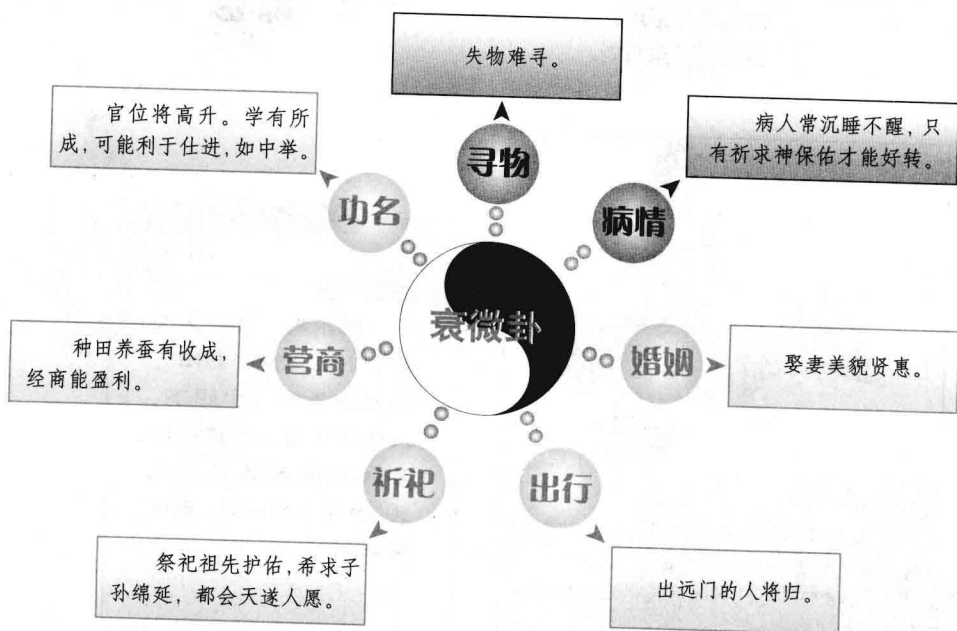 失物难寻。
寻物
官位将高升。学有所
成，可能利于仕进，如中举。
功名
病人常沉睡不醒，只
有祈求神保佑才能好转。
病情
衰微卦
种田养蚕有收成，
经商能盈利。
营商
婚姻
娶妻美貌贤惠。
祈祀
出行
祭祀祖先护佑，希求子
孙绵延，都会天遂人愿。
出远门的人将归。